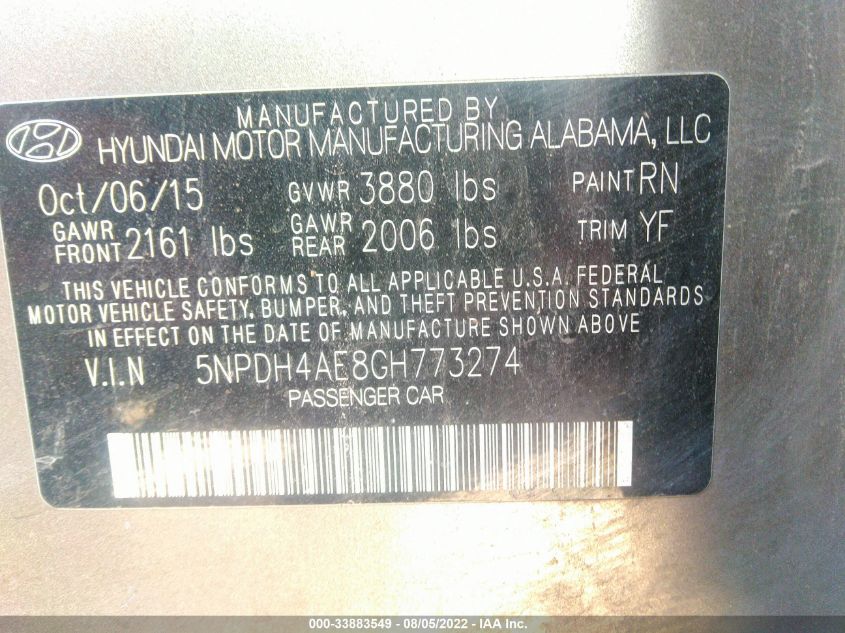 MANUFACTURED BY
HYUNDAI MOTOR MANUFACTURING ALABAMA, LLC
Oct/06/15 GVWR 3880 lbs PAINT RN
GAWR FRONT 2161 lbs GAWR REAR 2006 lbs TRIM YF
THIS VEHICLE CONFORMS TO ALL APPLICABLE U.S.A. FEDERAL
MOTOR VEHICLE SAFETY, BUMPER, AND THEFT PREVENTION STANDARDS
IN EFFECT ON THE DATE OF MANUFACTURE SHOWN ABOVE
V.I.N 5NPDH4AE8GH773274
PASSENGER CAR
000-33883549 - 08/05/2022 - IAA Inc.